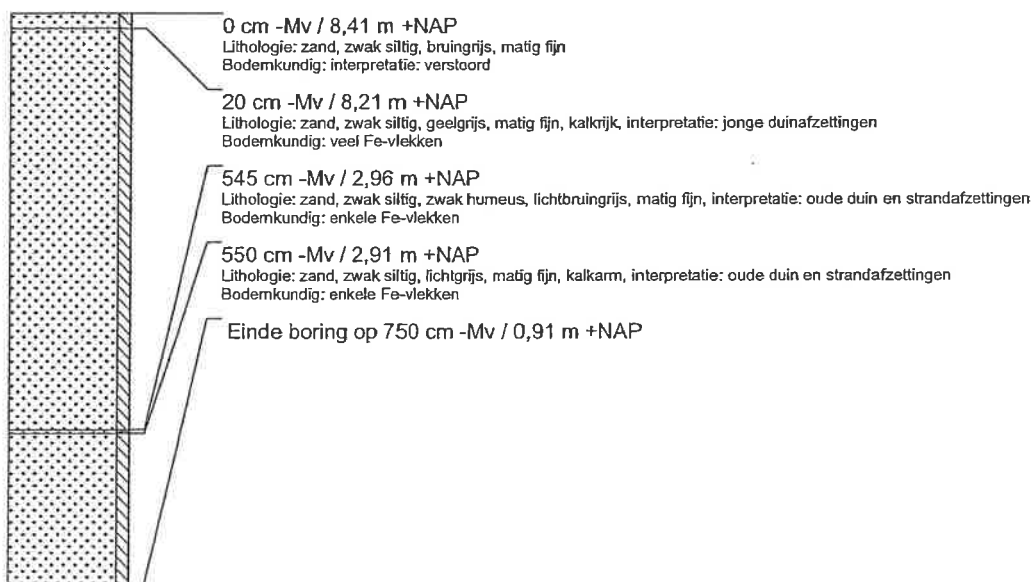 0 cm -Mv / 8,41 m +NAP
Lithologie: zand, zwak siltig, bruingrijs, matig fijn
Bodemkundig: interpretatie: verstoord
20 cm -Mv / 8,21 m +NAP
Lithologie: zand, zwak siltig, geelgrijs, matig fijn, kalkrijk, interpretatie: jonge duinafzettingen
Bodemkundig: veel Fe-vlekken
545 cm -Mv / 2,96 m +NAP
Lithologie: zand, zwak siltig, zwak humeus, lichtbruingrijs, matig fijn, interpretatie: oude duin en strandafzettingen
Bodemkundig: enkele Fe-vlekken
550 cm -Mv / 2,91 m +NAP
Lithologie: zand, zwak siltig, lichtgrijs, matig fijn, kalkarm, interpretatie: oude duin en strandafzettingen
Bodemkundig: enkele Fe-vlekken
Einde boring op 750 cm -Mv / 0,91 m +NAP